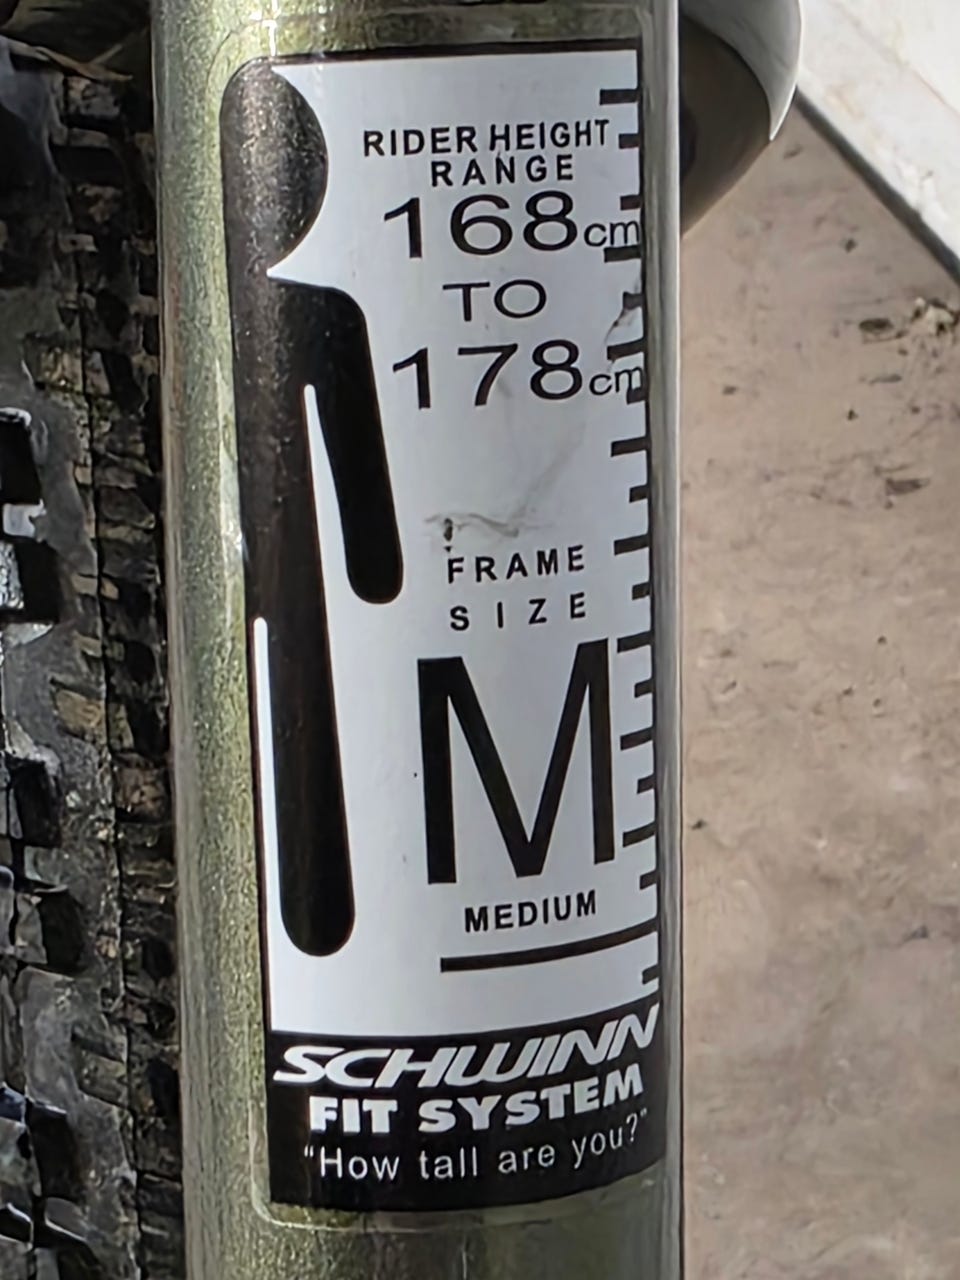 RIDER HEIGHT
RANGE
168cm
TO
178cm
FRAME
SIZE
M
MEDIUM
SCHWINN
FIT SYSTEM
"How tall are you?"